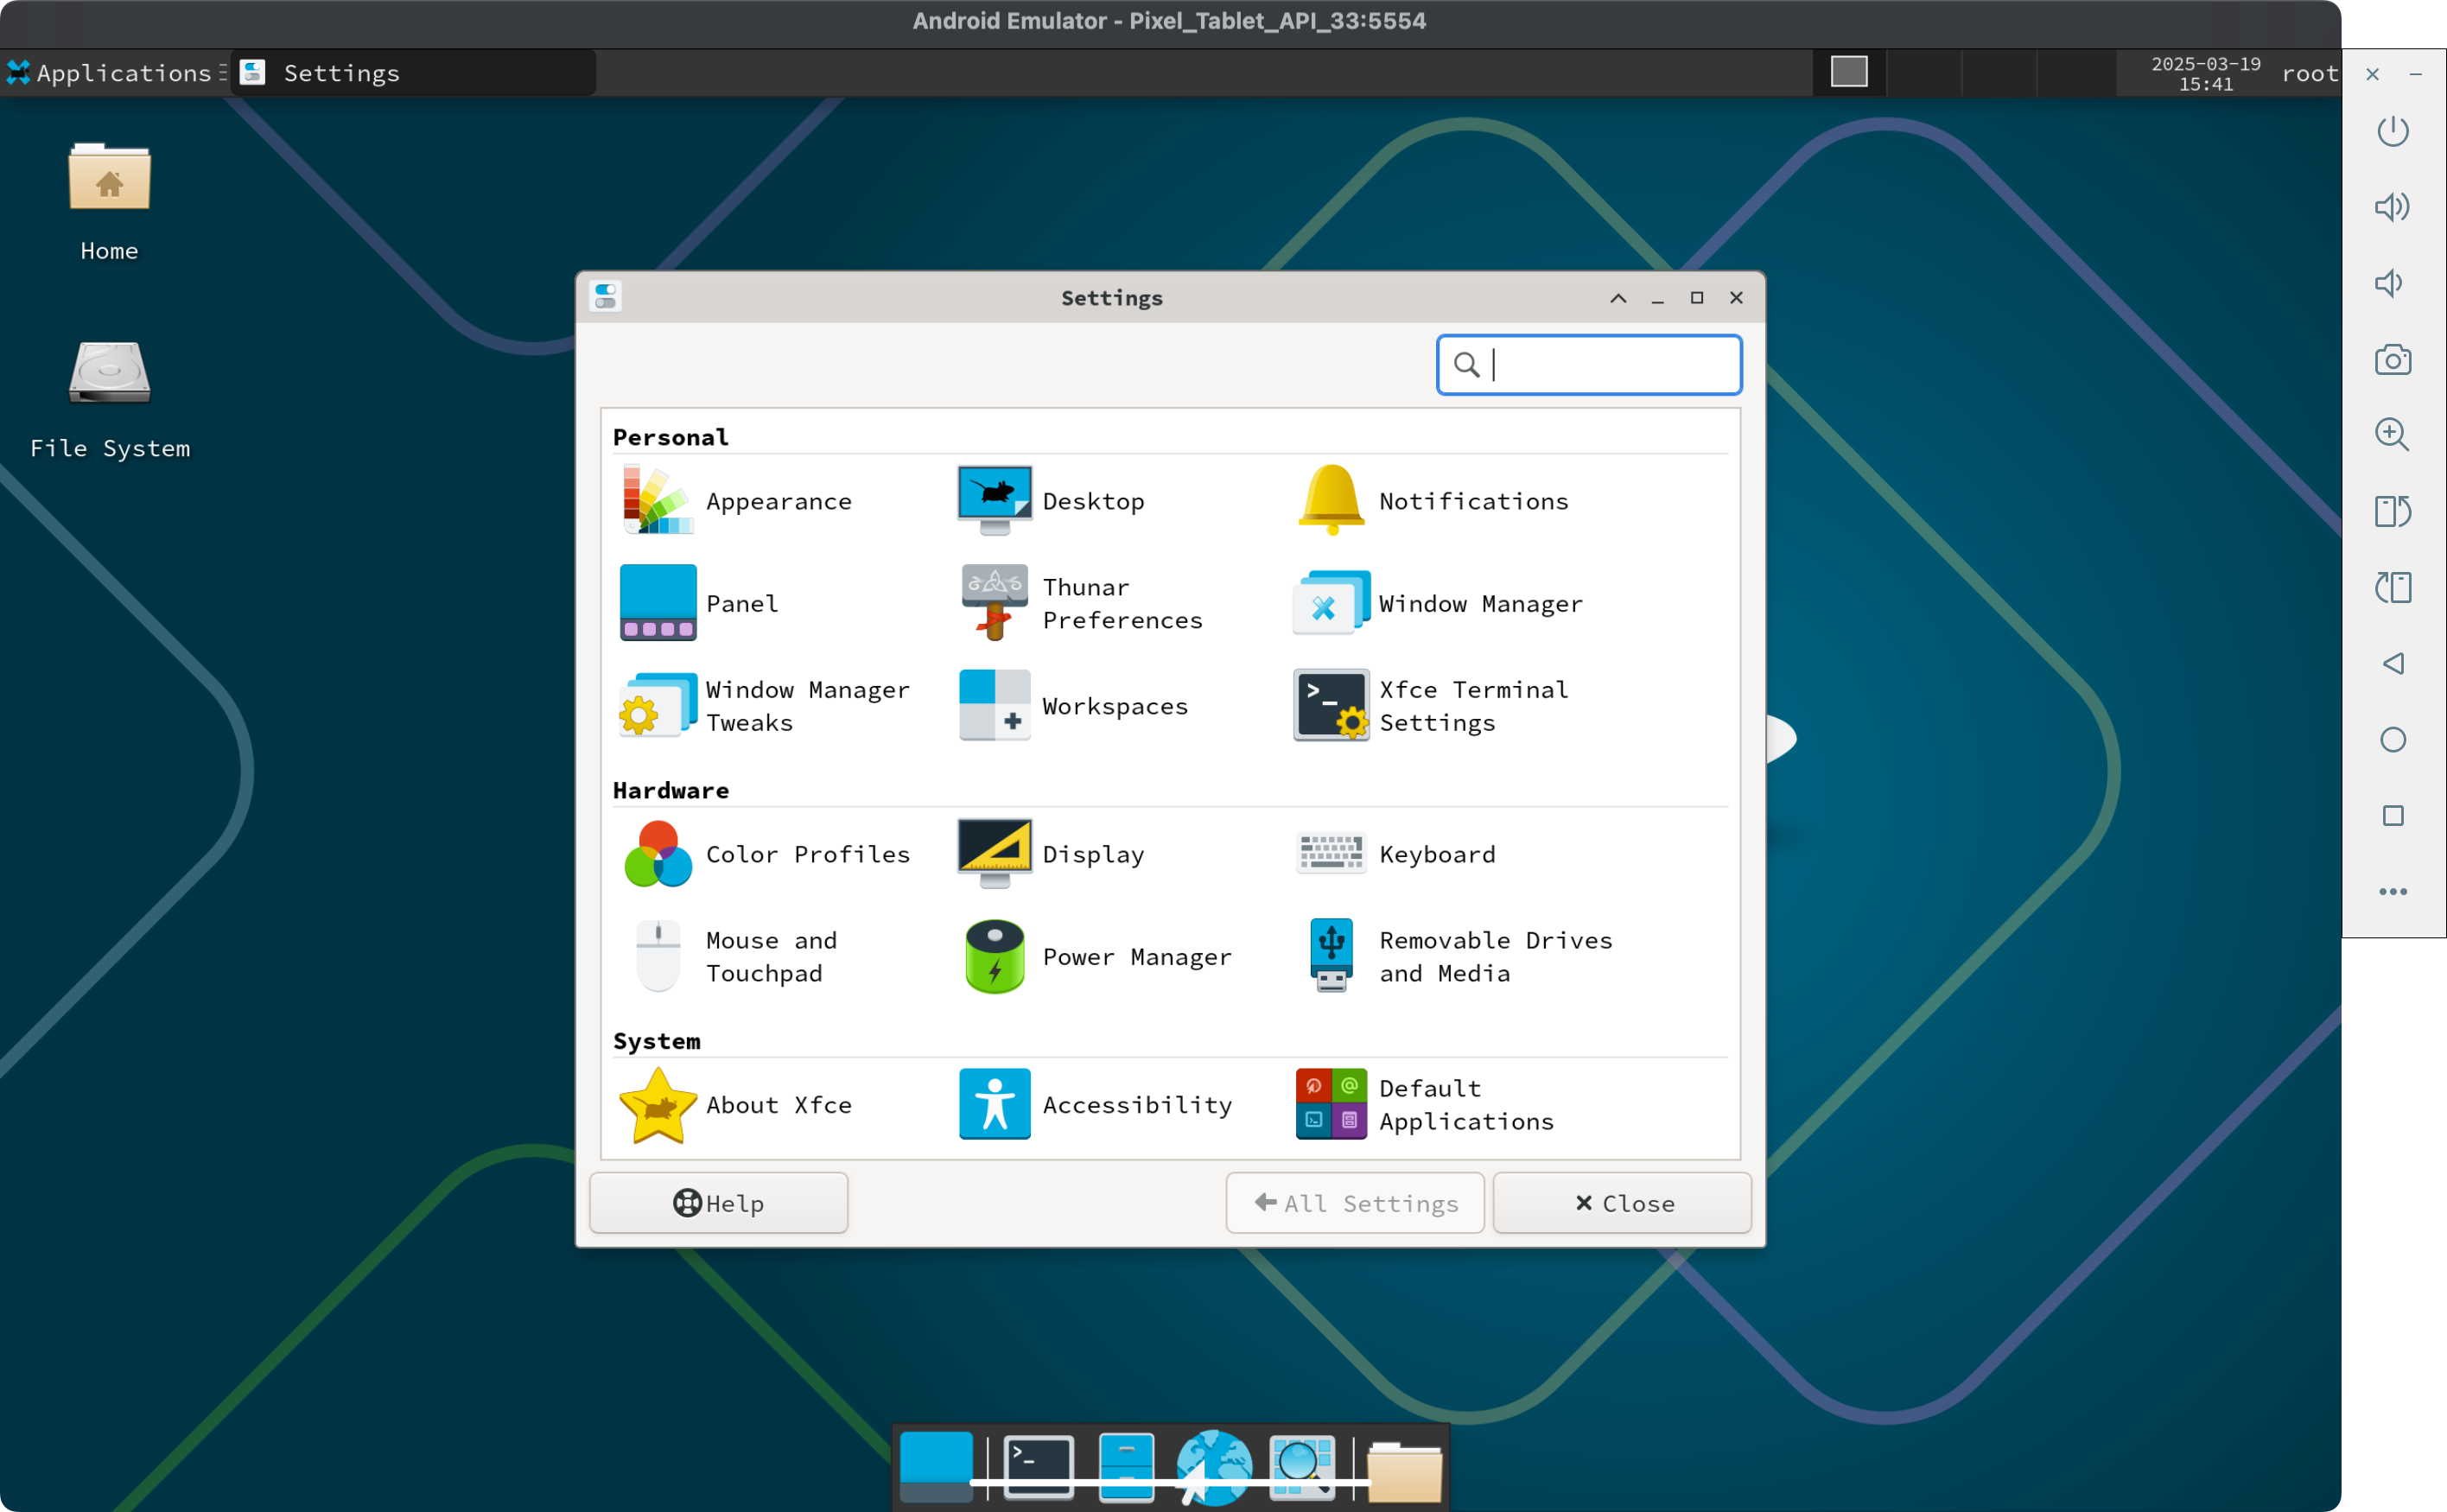 Android Emulator - Pixel_Tablet_API_33:5554
Applications
Settings
2025-03-19
15:41
root
Home
File System
Settings
Personal
Appearance
Desktop
Notifications
Panel
Thunar
Preferences
Window Manager
Window Manager
Tweaks
Workspaces
Xfce Terminal
Settings
Hardware
Color Profiles
Display
Keyboard
Mouse and
Touchpad
Power Manager
Removable Drives
and Media
System
About Xfce
Accessibility
Default
Applications
Help
All Settings
Close